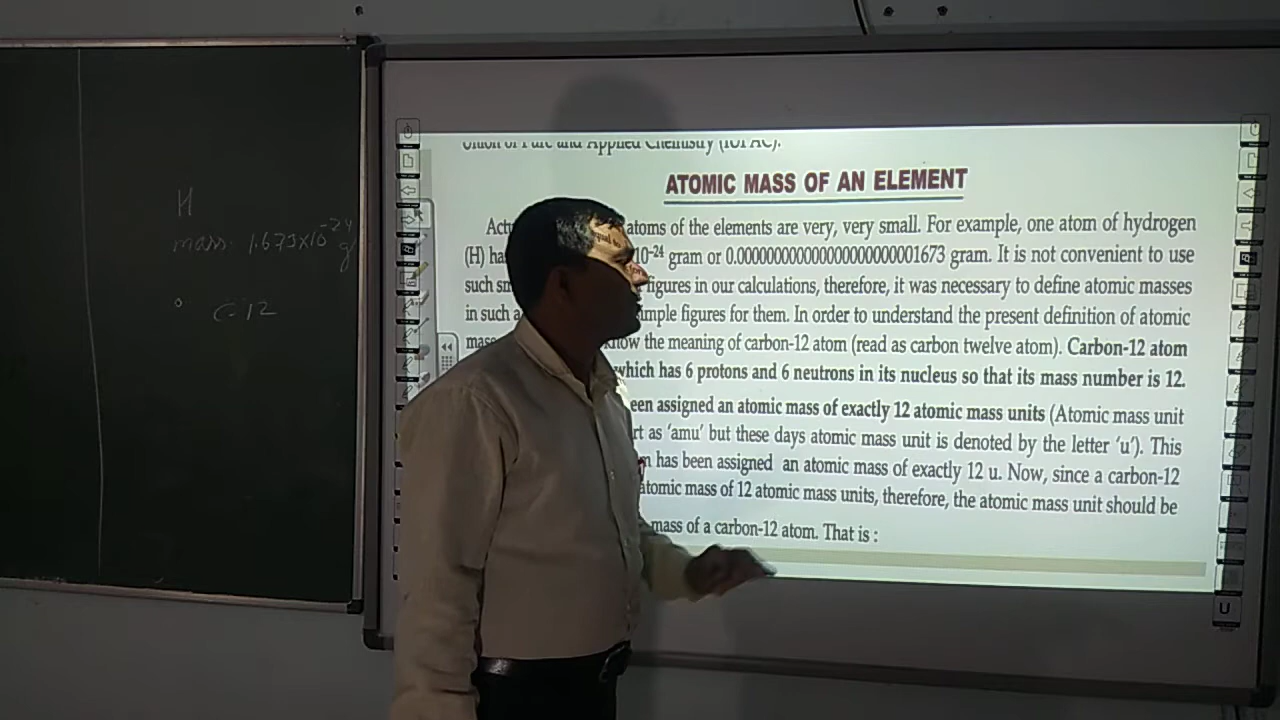 H
mass: 1.673×10⁻²⁴ g
C-12
Union of Pure and Applied Chemistry (IUPAC).
ATOMIC MASS OF AN ELEMENT
atoms of the elements are very, very small. For example, one atom of hydrogen
(H) 0⁻²⁴ gram or 0.000000000000000000000001673 gram. It is not convenient to use
such figures in our calculations, therefore, it was necessary to define atomic masses
in such figures for them. In order to understand the present definition of atomic
know the meaning of carbon-12 atom (read as carbon twelve atom). Carbon-12 atom
which has 6 protons and 6 neutrons in its nucleus so that its mass number is 12.
assigned an atomic mass of exactly 12 atomic mass units (Atomic mass unit
as 'amu' but these days atomic mass unit is denoted by the letter 'u'). This
has been assigned an atomic mass of exactly 12 u. Now, since a carbon-12
atomic mass of 12 atomic mass units, therefore, the atomic mass unit should be
mass of a carbon-12 atom. That is :
U